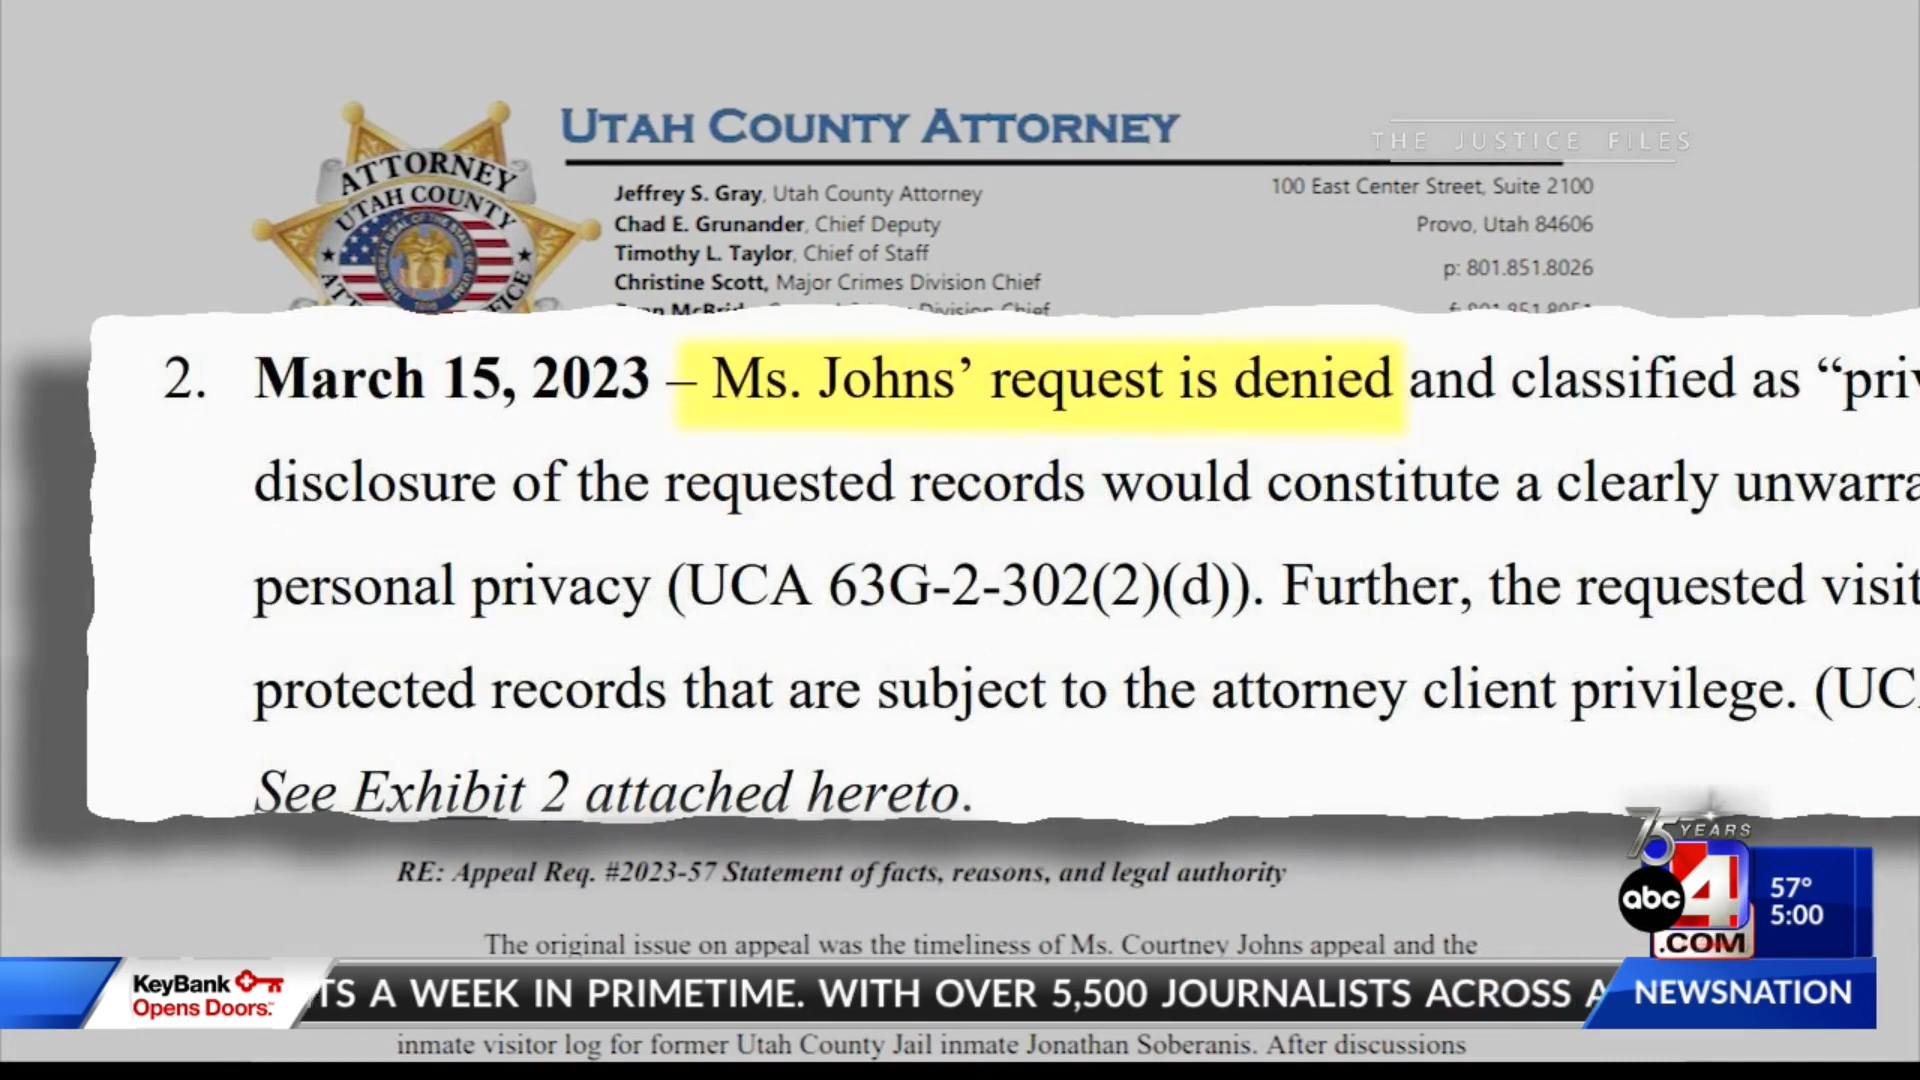 UTAH COUNTY ATTORNEY
THE JUSTICE FILES
ATTORNEY
UTAH COUNTY
Jeffrey S. Gray, Utah County Attorney
Chad E. Grunander, Chief Deputy
Timothy L. Taylor, Chief of Staff
Christine Scott, Major Crimes Division Chief
Division Chief
100 East Center Street, Suite 2100
Provo, Utah 84606
p: 801.851.8026
2. March 15, 2023 – Ms. Johns’ request is denied and classified as “priv
disclosure of the requested records would constitute a clearly unwarra
personal privacy (UCA 63G-2-302(2)(d)). Further, the requested visit
protected records that are subject to the attorney client privilege. (UC
See Exhibit 2 attached hereto.
RE: Appeal Req. #2023-57 Statement of facts, reasons, and legal authority
The original issue on appeal was the timeliness of Ms. Courtney Johns appeal and the
75 YEARS
abc 4
.COM
57°
5:00
KeyBank
Opens Doors.
TS A WEEK IN PRIMETIME. WITH OVER 5,500 JOURNALISTS ACROSS A
NEWSNATION
inmate visitor log for former Utah County Jail inmate Jonathan Soberanis. After discussions